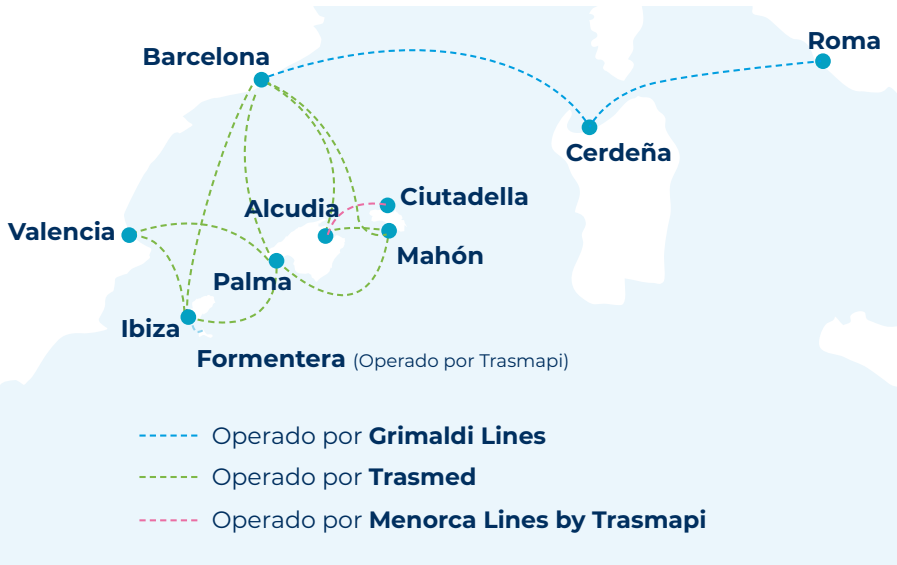 Roma
Barcelona
Cerdeña
Ciutadella
Alcudia
Valencia
Mahón
Palma
Ibiza
Formentera (Operado por Trasmapi)
Operado por Grimaldi Lines
Operado por Trasmed
Operado por Menorca Lines by Trasmapi